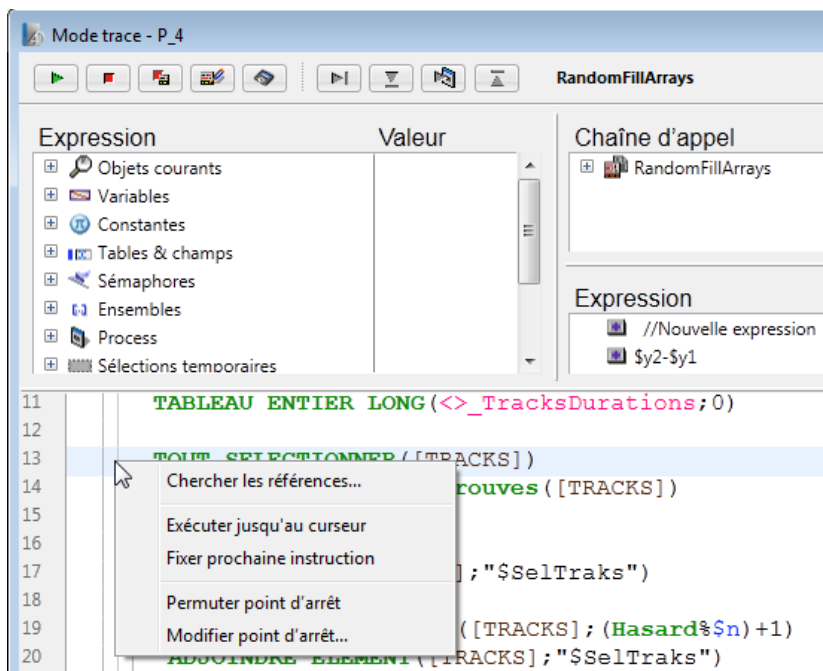 Mode trace - P_4
RandomFillArrays
Expression Valeur
Objets courants
Variables
Constantes
Tables & champs
Sémaphores
Ensembles
Process
Sélections temporaires
Chaîne d'appel
RandomFillArrays
Expression
//Nouvelle expression
$y2-$y1
11 TABLEAU ENTIER LONG(<>_TracksDurations;0)
12
13 TOUT SELECTIONNER([TRACKS])
14 rouves([TRACKS])
15
16
17 ];"$SelTraks")
18
19 ([TRACKS];(Hasard%$n)+1)
20 ADJOINDRE ELEMENT([TRACKS];"$SelTraks")
Chercher les références...
Exécuter jusqu'au curseur
Fixer prochaine instruction
Permuter point d'arrêt
Modifier point d'arrêt...